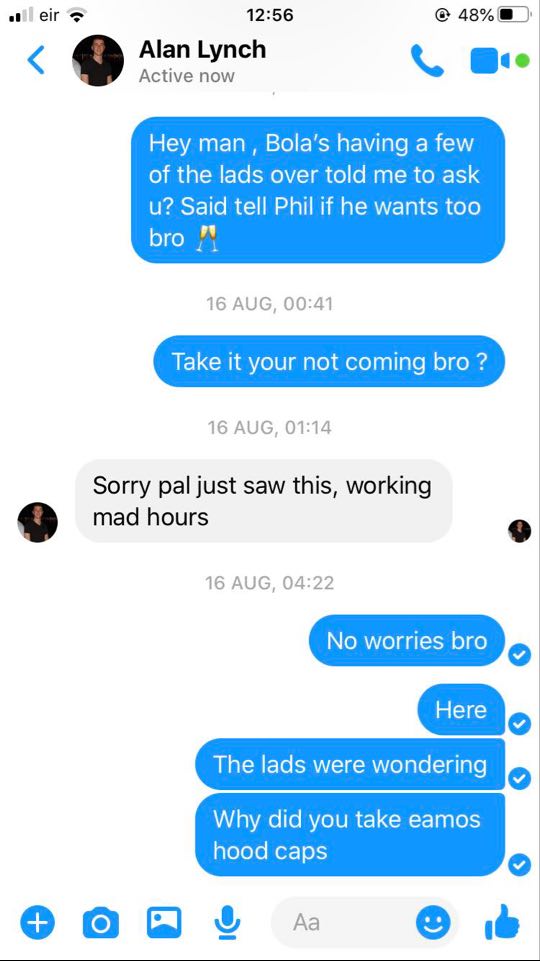 eir 12:56 48%
Alan Lynch
Active now
Hey man , Bola's having a few
of the lads over told me to ask
u? Said tell Phil if he wants too
bro 🥂
16 AUG, 00:41
Take it your not coming bro ?
16 AUG, 01:14
Sorry pal just saw this, working
mad hours
16 AUG, 04:22
No worries bro
Here
The lads were wondering
Why did you take eamos
hood caps
Aa